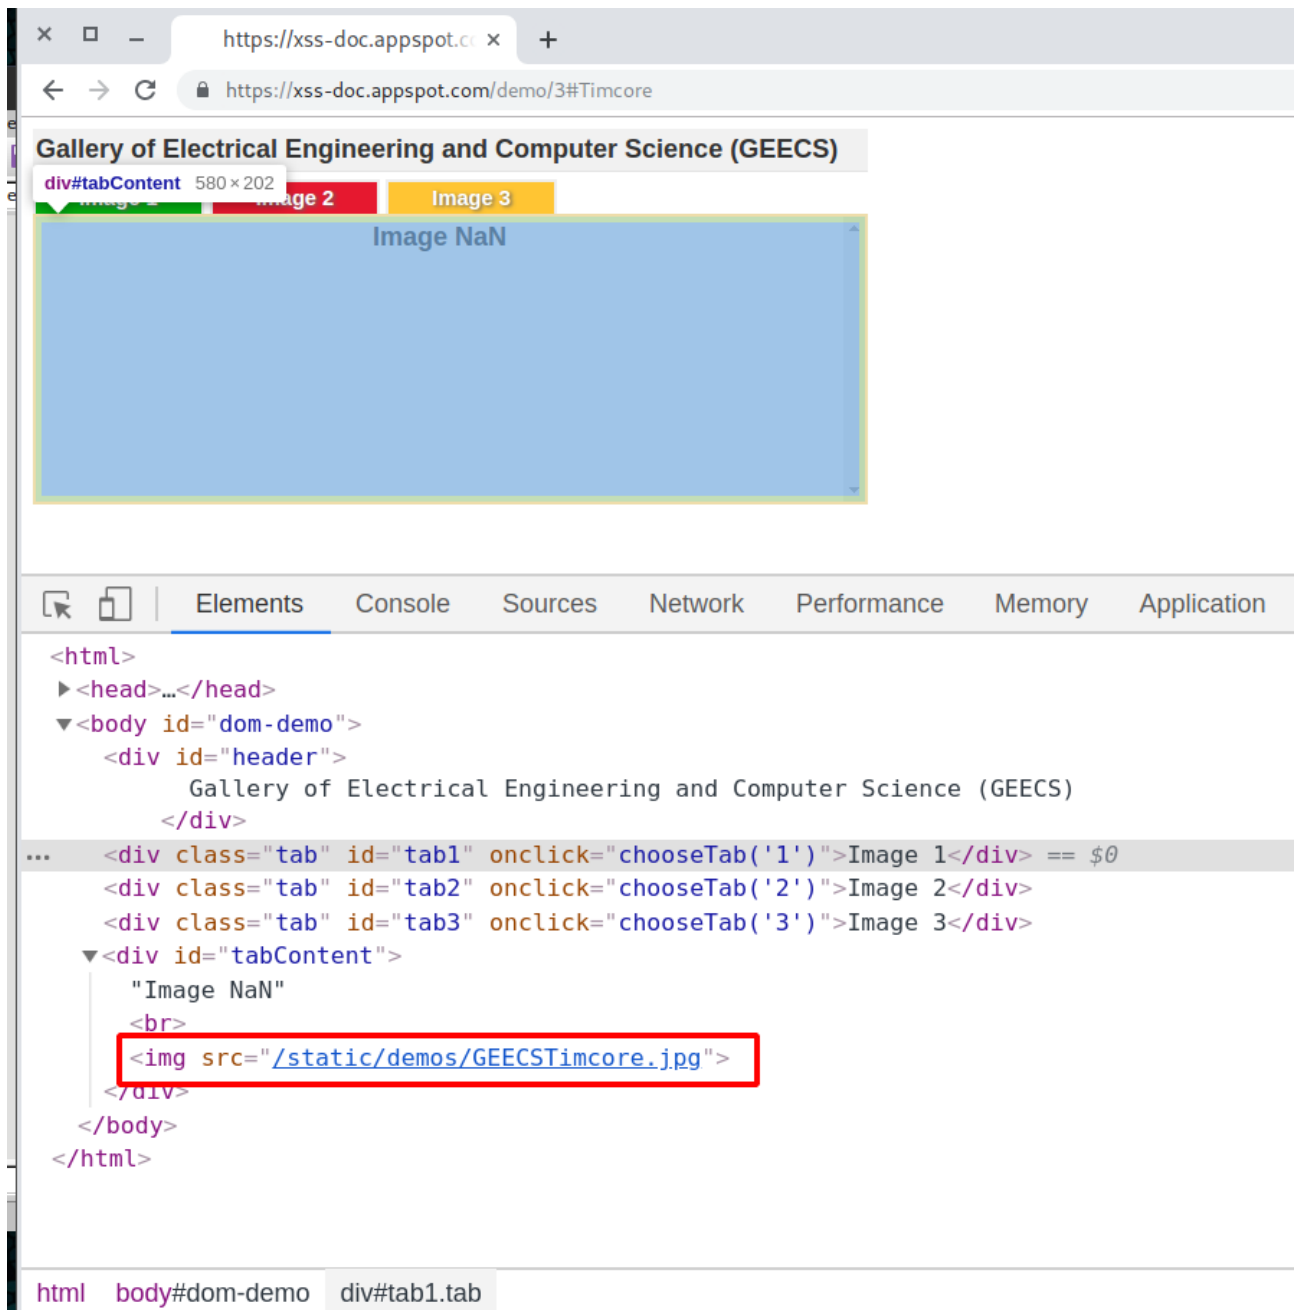 https://xss-doc.appspot.c
https://xss-doc.appspot.com/demo/3#Timcore
Gallery of Electrical Engineering and Computer Science (GEECS)
div#tabContent 580 × 202
Image 1 Image 2 Image 3
Image NaN
Elements Console Sources Network Performance Memory Application
<html>
<head>…</head>
<body id="dom-demo">
<div id="header">
Gallery of Electrical Engineering and Computer Science (GEECS)
</div>
<div class="tab" id="tab1" onclick="chooseTab('1')">Image 1</div> == $0
<div class="tab" id="tab2" onclick="chooseTab('2')">Image 2</div>
<div class="tab" id="tab3" onclick="chooseTab('3')">Image 3</div>
<div id="tabContent">
"Image NaN"
<br>
<img src="/static/demos/GEECSTimcore.jpg">
</div>
</body>
</html>
html body#dom-demo div#tab1.tab